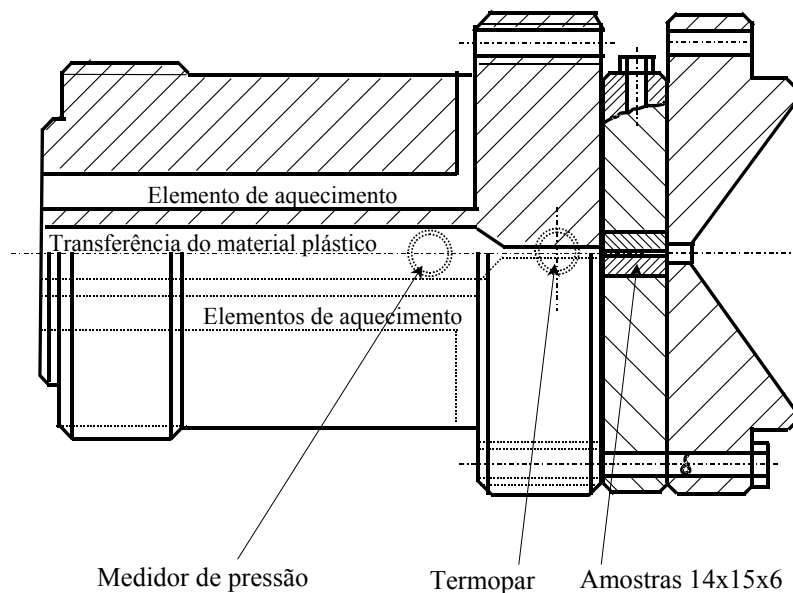 Elemento de aquecimento
Transferência do material plástico
Elementos de aquecimento
Medidor de pressão
Termopar
Amostras 14x15x6